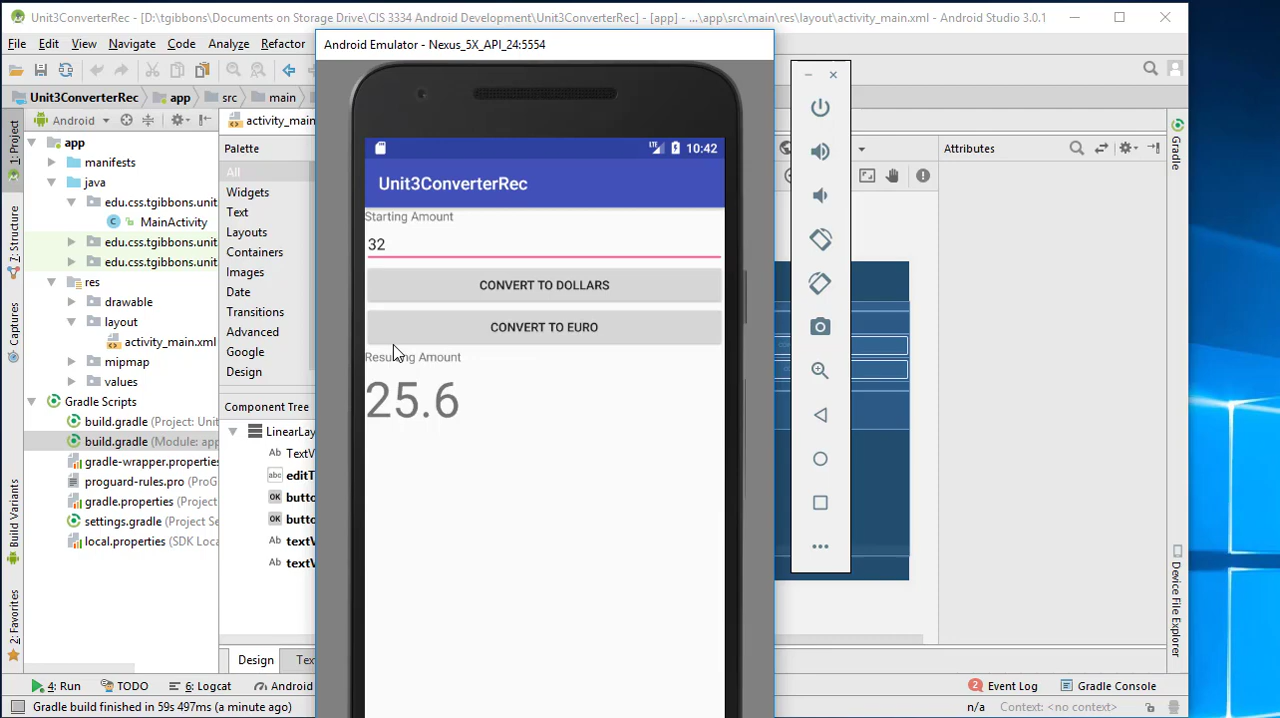 Unit3ConverterRec - [D:\tgibbons\Documents on Storage Drive\CIS 3334 Android Development\Unit3ConverterRec] - [app] - ...\app\src\main\res\layout\activity_main.xml - Android Studio 3.0.1
File Edit View Navigate Code Analyze Refactor
Android Emulator - Nexus_5X_API_24:5554
Unit3ConverterRec app src main
Android
activity_main
1: Project
7: Structure
Captures
Build Variants
2: Favorites
app
manifests
java
edu.css.tgibbons.unit
MainActivity
edu.css.tgibbons.unit
edu.css.tgibbons.unit
res
drawable
layout
activity_main.xml
mipmap
values
Gradle Scripts
build.gradle (Project: Unit
build.gradle (Module: app
gradle-wrapper.properties
proguard-rules.pro (ProG
gradle.properties
settings.gradle (Project Se
local.properties (SDK Loca
Palette
All
Widgets
Text
Layouts
Containers
Images
Date
Transitions
Advanced
Google
Design
Component Tree
LinearLay
Ab TextV
abc editT
OK butto
OK butto
Ab textV
Ab textV
Design Tex
LTE 10:42
Unit3ConverterRec
Starting Amount
32
CONVERT TO DOLLARS
CONVERT TO EURO
Resulting Amount
25.6
Attributes
Gradle
Device File Explorer
4: Run TODO 6: Logcat Android
2 Event Log Gradle Console
Gradle build finished in 59s 497ms (a minute ago)
n/a Context: <no context>